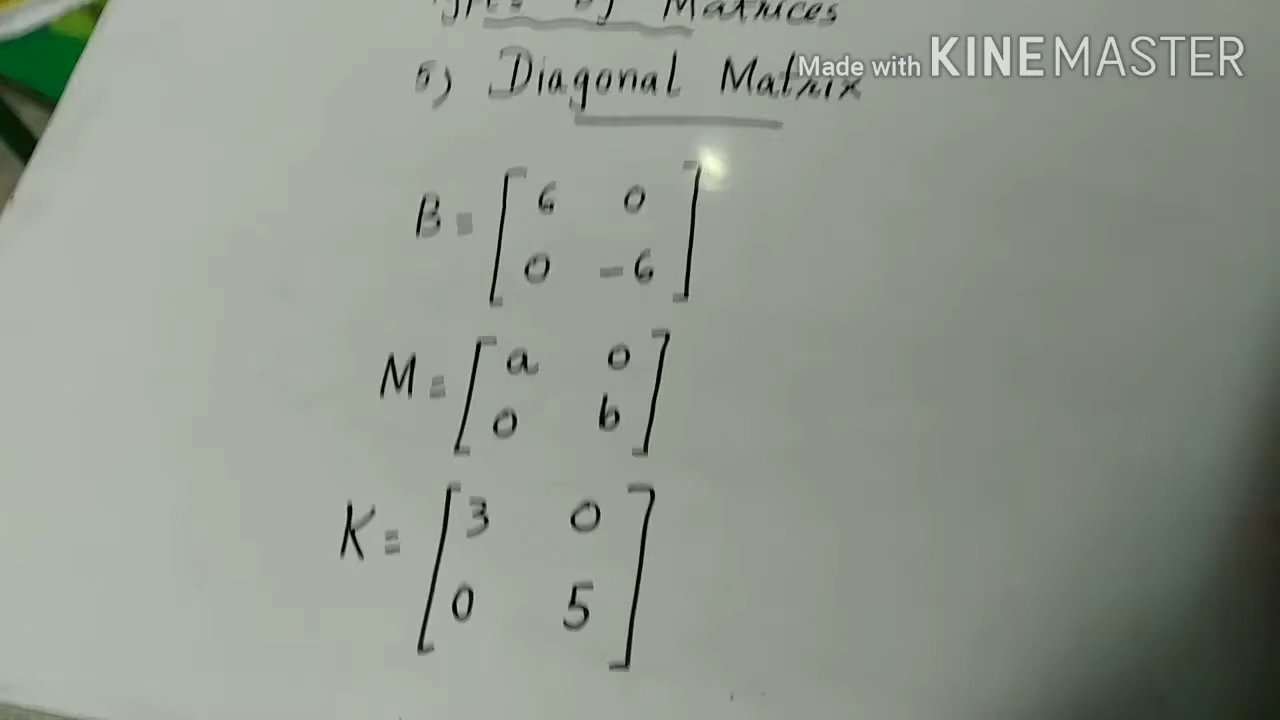 Types of Matrices
5) Diagonal Matrix
Made with KINEMASTER
B = [ 6 0
0 -6 ]
M = [ a 0
0 b ]
K = [ 3 0
0 5 ]